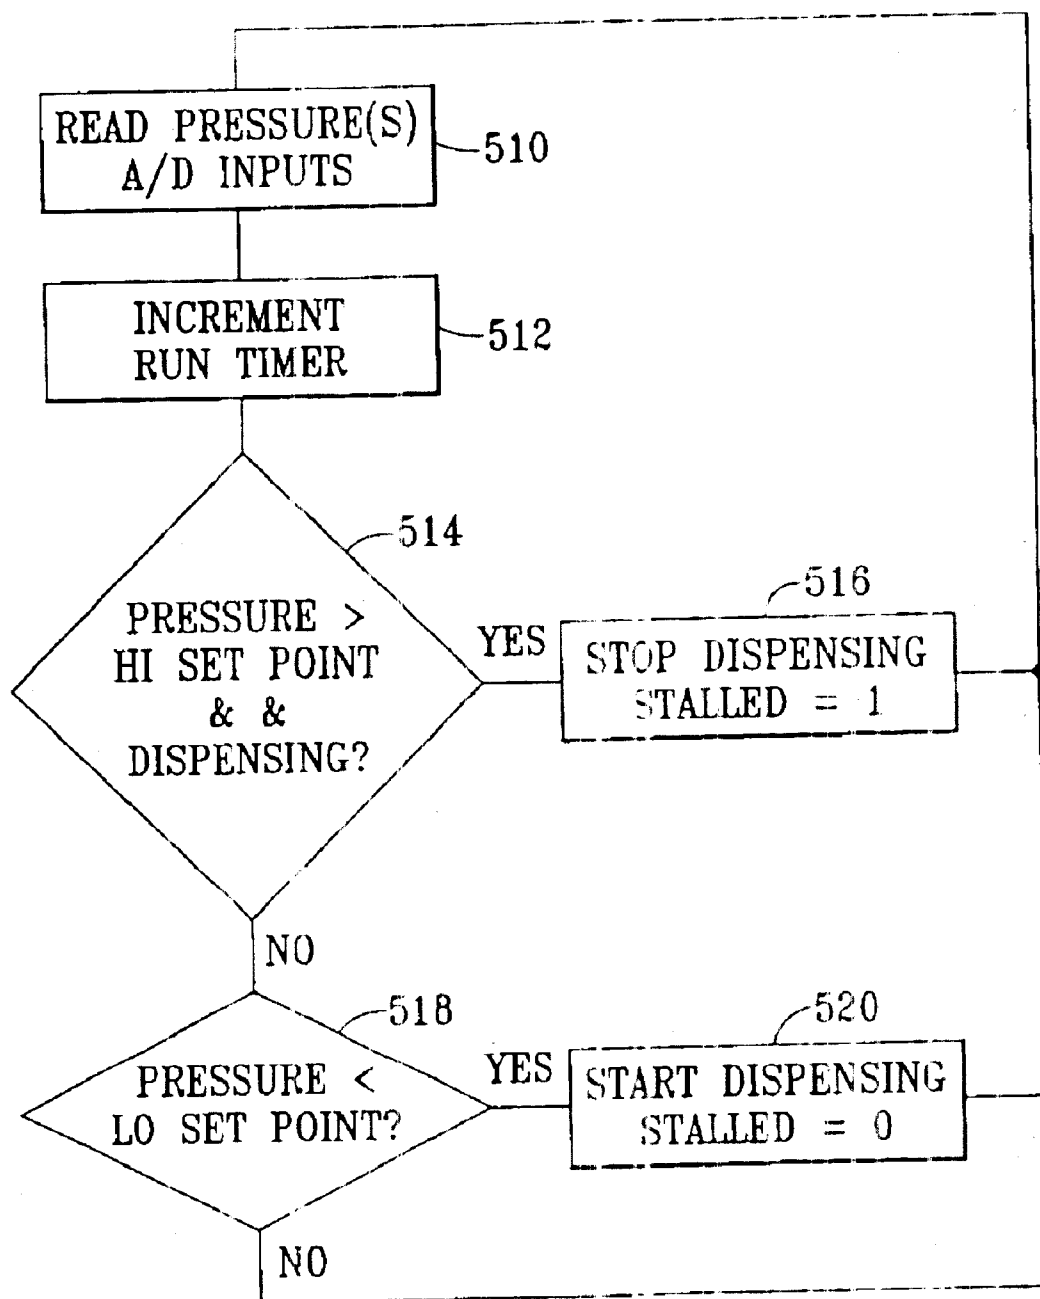 READ PRESSURE(S)
A/D INPUTS
510
INCREMENT
RUN TIMER
512
514
PRESSURE >
HI SET POINT
& &
DISPENSING?
YES
516
STOP DISPENSING
STALLED = 1
NO
518
PRESSURE <
LO SET POINT?
YES
520
START DISPENSING
STALLED = 0
NO